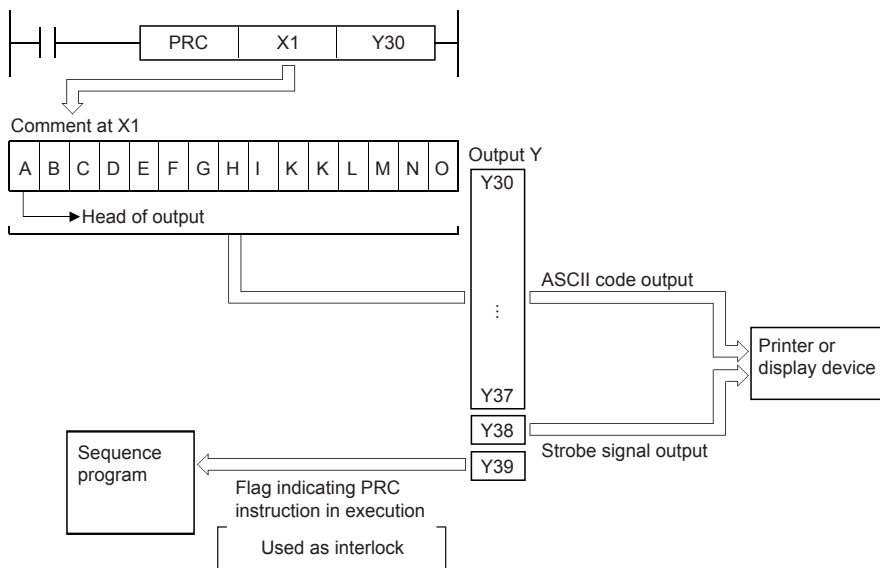 PRC X1 Y30
Comment at X1
A B C D E F G H I K K L M N O
Head of output
Output Y
Y30
⋮
Y37
Y38
Y39
ASCII code output
Strobe signal output
Printer or
display device
Sequence
program
Flag indicating PRC
instruction in execution
Used as interlock